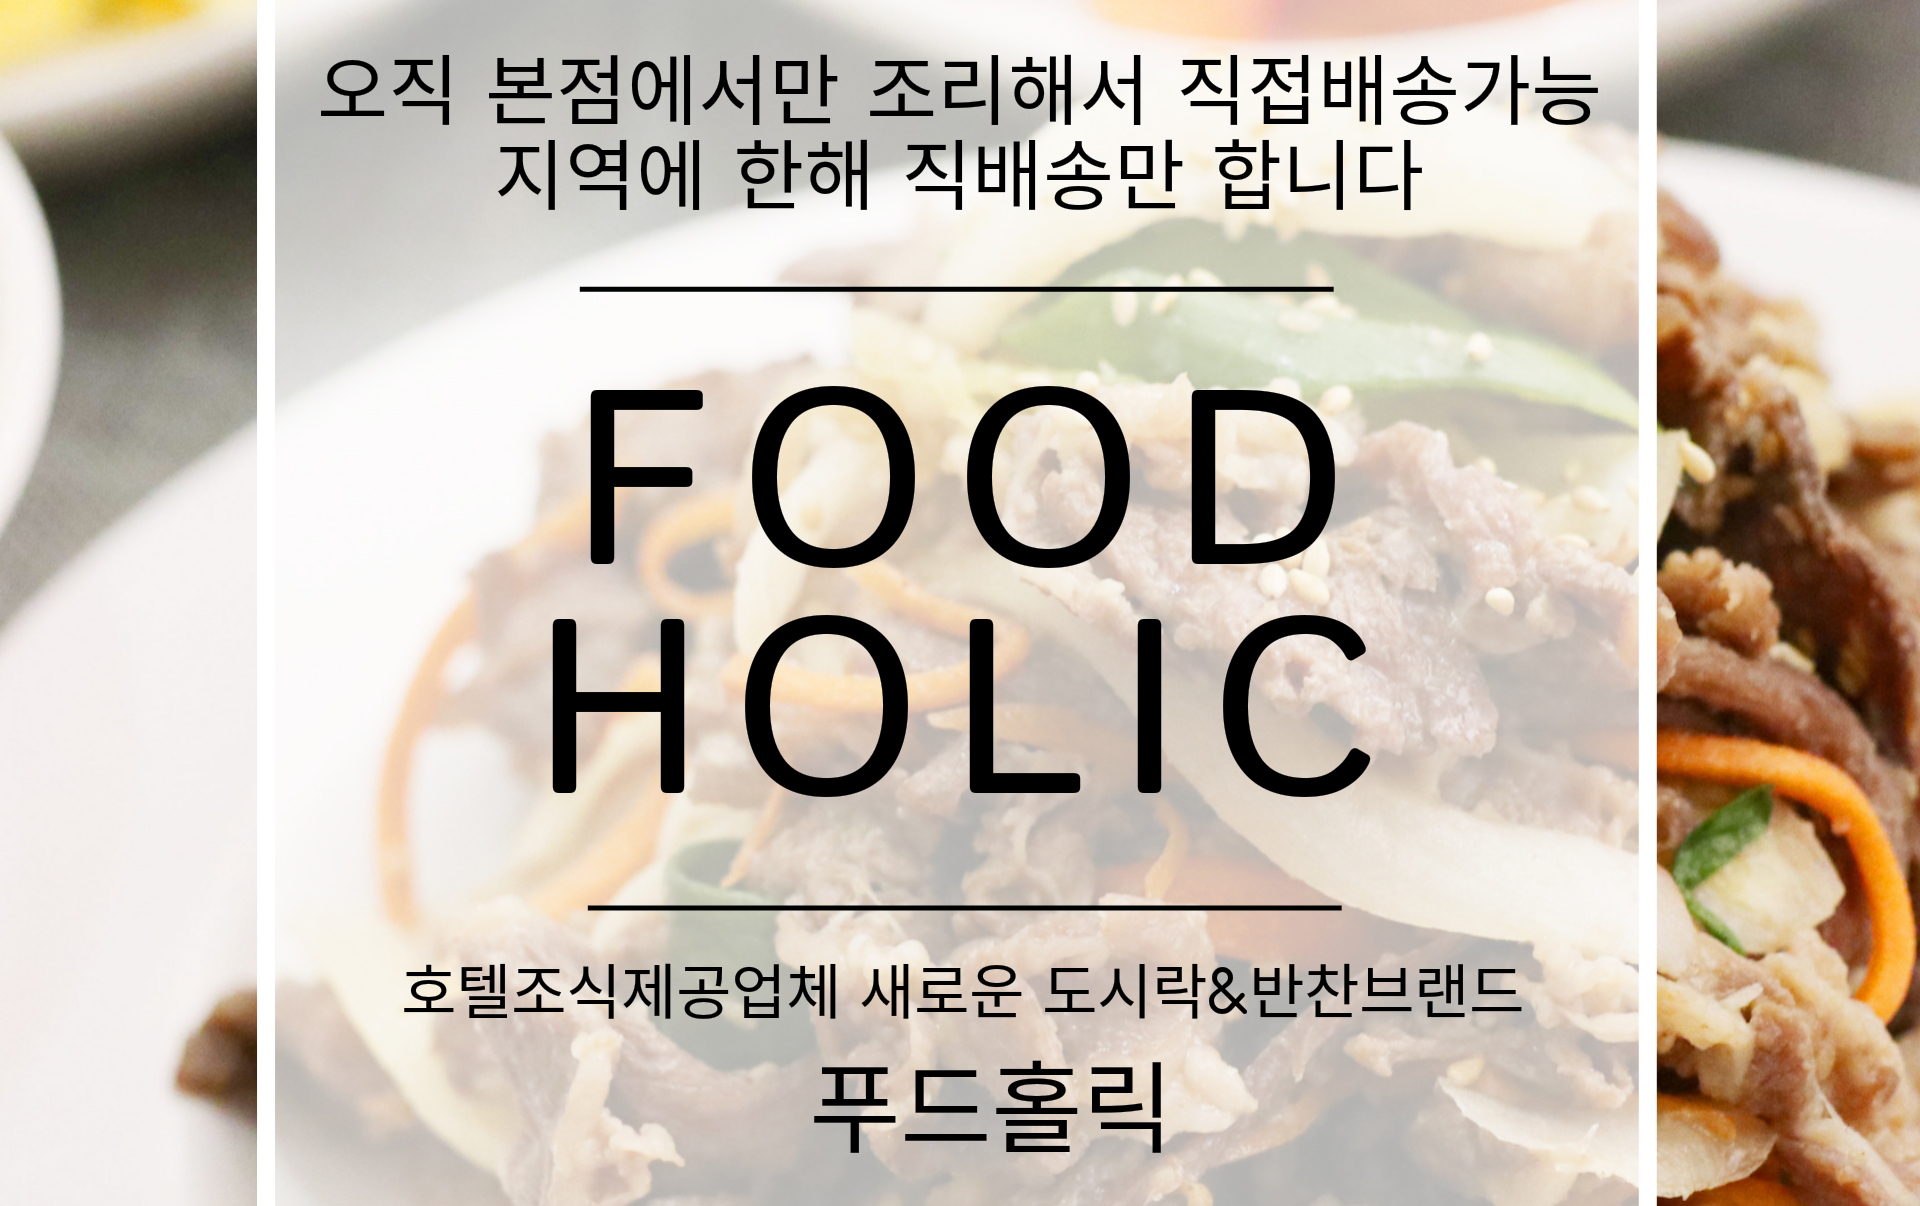 오직 본점에서만 조리해서 직접배송가능
지역에 한해 직배송만 합니다
FOOD
HOLIC
호텔조식제공업체 새로운 도시락&반찬브랜드
푸드홀릭